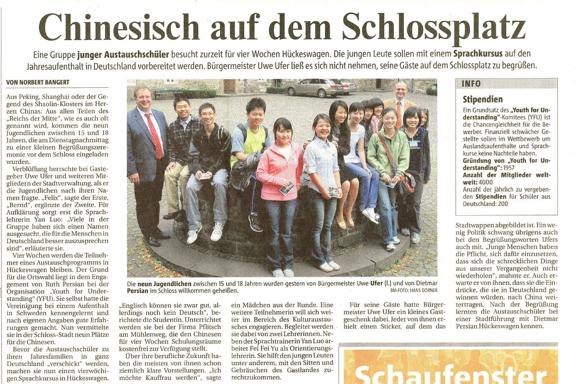 Chinesisch auf dem Schlossplatz
Eine Gruppe junger Austauschschüler besucht zurzeit für vier Wochen Hückeswagen. Die jungen Leute sollen mit einem Sprachkursus auf den
Jahresaufenthalt in Deutschland vorbereitet werden. Bürgermeister Uwe Ufer ließ es sich nicht nehmen, seine Gäste auf dem Schlossplatz zu begrüßen.
VON NORBERT BANGERT
Aus Peking, Shanghai oder der Gegend
des Shaolin-Klosters im Herzen
Chinas: Aus allen Teilen des
„Reichs der Mitte“, wie es auch oft
genannt wird, kommen die neun
Jugendlichen zwischen 15 und 18
Jahren, die am Dienstagnachmittag
zu einer kleinen Begrüßungszeremonie
vor dem Schloss eingeladen
wurden.
Verblüffung herrschte bei Gastgeber
Uwe Ufer und weiteren Mitgliedern
der Stadtverwaltung, als er
die Jugendlichen nach ihren Namen
fragte. „Felix“, sagte der Erste,
„Bernd“, ergänzte der Zweite. Für
Aufklärung sorgt erst die Sprachlehrerin
Yan Luo: „Viele in der
Gruppe haben sich einen Namen
ausgesucht, die für die Menschen in
Deutschland besser auszusprechen
sind“, erläuterte sie.
Vier Wochen werden die Teilnehmer
eines Austauschprogramms in
Hückeswagen bleiben. Der Grund
für die Ortswahl liegt in dem Engagement
von Ruth Persian bei der
Organisation „Youth for Understanding“
(YFU). Sie selbst hatte die
Vereinigung bei einem Aufenthalt
in Schweden kennengelernt und
nach eigenen Angaben gute Erfahrungen
gemacht. Nun vermittelte
sie in der Schloss-Stadt neun Plätze
für die Chinesen.
Bevor die Austauschschüler zu
ihren Jahresfamilien in ganz
Deutschland „verschickt“ werden,
machen sie nun einen vierwöchigen
Sprachkursus in Hückeswagen.
Die neun Jugendlichen zwischen 15 und 18 Jahren wurden gestern von Bürgermeister Uwe Ufer (l.) und von Dietmar
Persian im Schloss willkommen geheißen.
BM-FOTO: HANS DÖRNER
„Englisch können sie zwar gut, allerdings
noch kein Deutsch“, berichtete
die Studentin. Unterrichtet
werden sie bei der Firma Pflitsch
am Mühlenweg, die den Chinesen
für vier Wochen Schulungsräume
kostenfrei zur Verfügung stellt.
Über ihre berufliche Zukunft haben
die meisten von ihnen schon
ziemlich klare Vorstellungen. „Ich
möchte Kauffrau werden“, sagte
ein Mädchen aus der Runde. Eine
weitere Teilnehmerin will sich weiter
im Bereich des Kulturaustausches
engagieren. Begleitet werden
sie dabei von zwei Lehrerinnen. Neben
der Sprachtrainerin Yan Luo arbeitet
Fei Fei Yu als Orientierungslehrerin.
Sie hilft den jungen Leuten
unter anderem, mit den Sitten und
Gebräuchen des Gastlandes zurechtzukommen.
Für seine Gäste hatte Bürgermeister
Uwe Ufer ein kleines Gastgeschenk
dabei. Jeder von ihnen erhielt
einen Sticker, auf dem das
INFO
Stipendien
Ein Grundsatz des „Youth for Understanding“-Komitees
(YFU) ist
die Chancengleichheit für die Bewerber.
Finanziell schwächer Gestellte
sollen im Wettbewerb um
Auslandsaufenthalte und Sprachkurse
keine Nachteile haben.
Gründung von „Youth for Understanding“:
1957
Anzahl der Mitglieder weltweit:
4000
Anzahl der jährlich zu vergebenden
Stipendien für Schüler aus
Deutschland: 200
Stadtwappen abgebildet ist. Ein wenig
Politik schwang übrigens auch
bei den Begrüßungsworten Ufers
mit. „Junge Menschen haben die
Pflicht, sich dafür einzusetzen,
dass sich die schrecklichen Dinge
aus unserer Vergangenheit nicht
wiederholen“, mahnte er. Auch erwarte
er, dass sie die Eindrücke, die
sie in Deutschland gewinnen
würden, nach China weitertragen.
Nach der Begrüßung
lernten die Austauschschüler bei
einer Stadtführung mit Dietmar
Persian Hückeswagen kennen.
Schaufenster